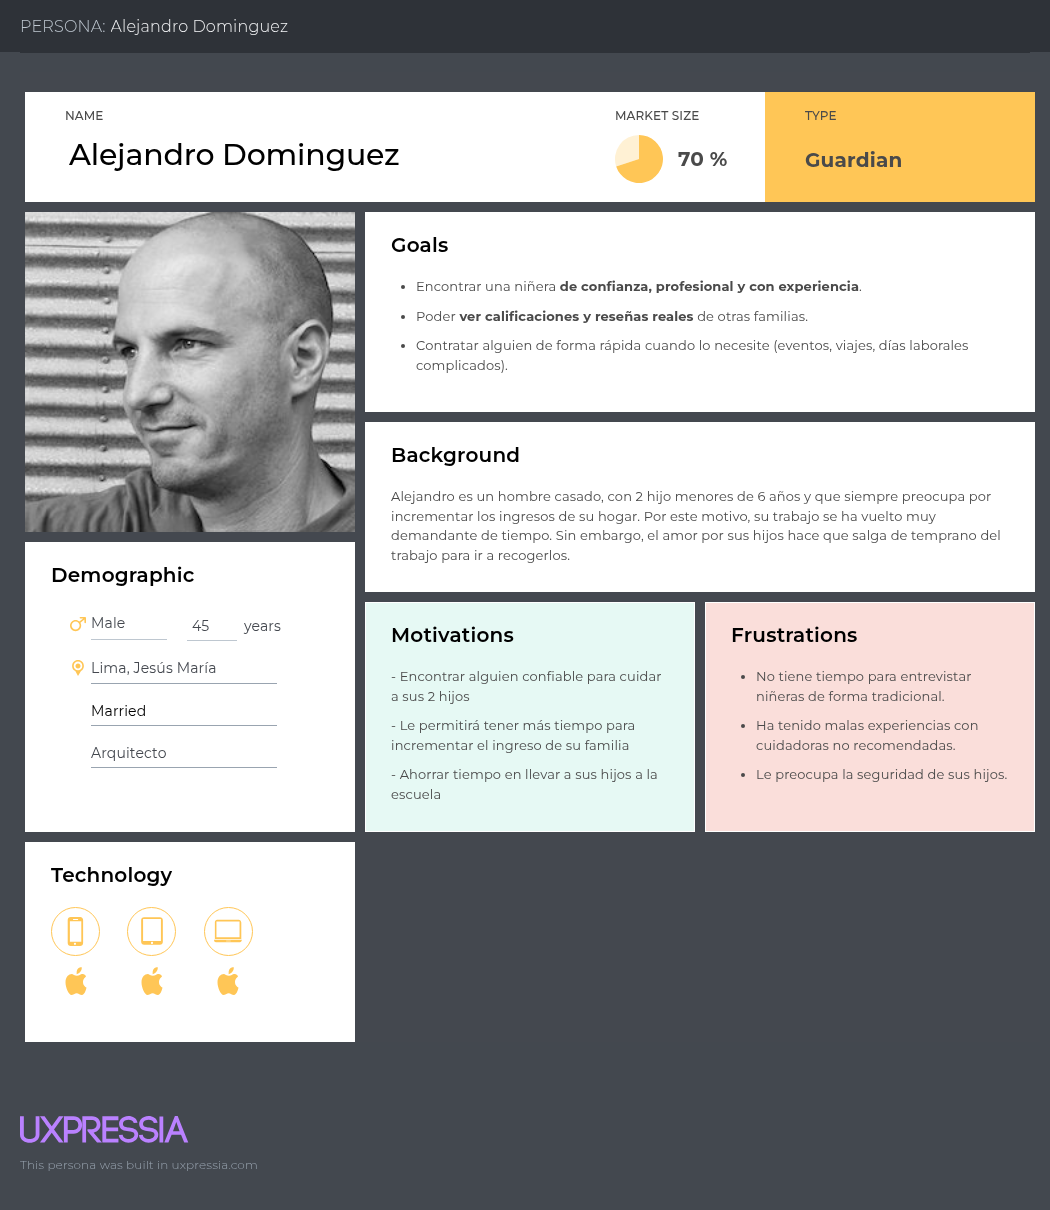 PERSONA: Alejandro Dominguez
NAME
Alejandro Dominguez
MARKET SIZE
70 %
TYPE
Guardian
Goals
• Encontrar una niñera de confianza, profesional y con experiencia.
• Poder ver calificaciones y reseñas reales de otras familias.
• Contratar alguien de forma rápida cuando lo necesite (eventos, viajes, días laborales
complicados).
Background
Alejandro es un hombre casado, con 2 hijo menores de 6 años y que siempre preocupa por
incrementar los ingresos de su hogar. Por este motivo, su trabajo se ha vuelto muy
demandante de tiempo. Sin embargo, el amor por sus hijos hace que salga de temprano del
trabajo para ir a recogerlos.
Demographic
Male
45 years
Lima, Jesús María
Married
Arquitecto
Motivations
- Encontrar alguien confiable para cuidar
a sus 2 hijos
- Le permitirá tener más tiempo para
incrementar el ingreso de su familia
- Ahorrar tiempo en llevar a sus hijos a la
escuela
Frustrations
• No tiene tiempo para entrevistar
niñeras de forma tradicional.
• Ha tenido malas experiencias con
cuidadoras no recomendadas.
• Le preocupa la seguridad de sus hijos.
Technology
UXPRESSIA
This persona was built in uxpressia.com